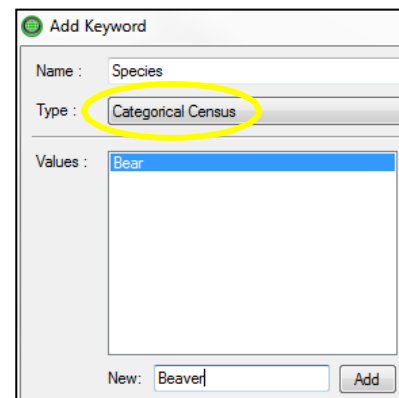 Add Keyword
Name : Species
Type : Categorical Census
Values : Bear
New: Beaver Add